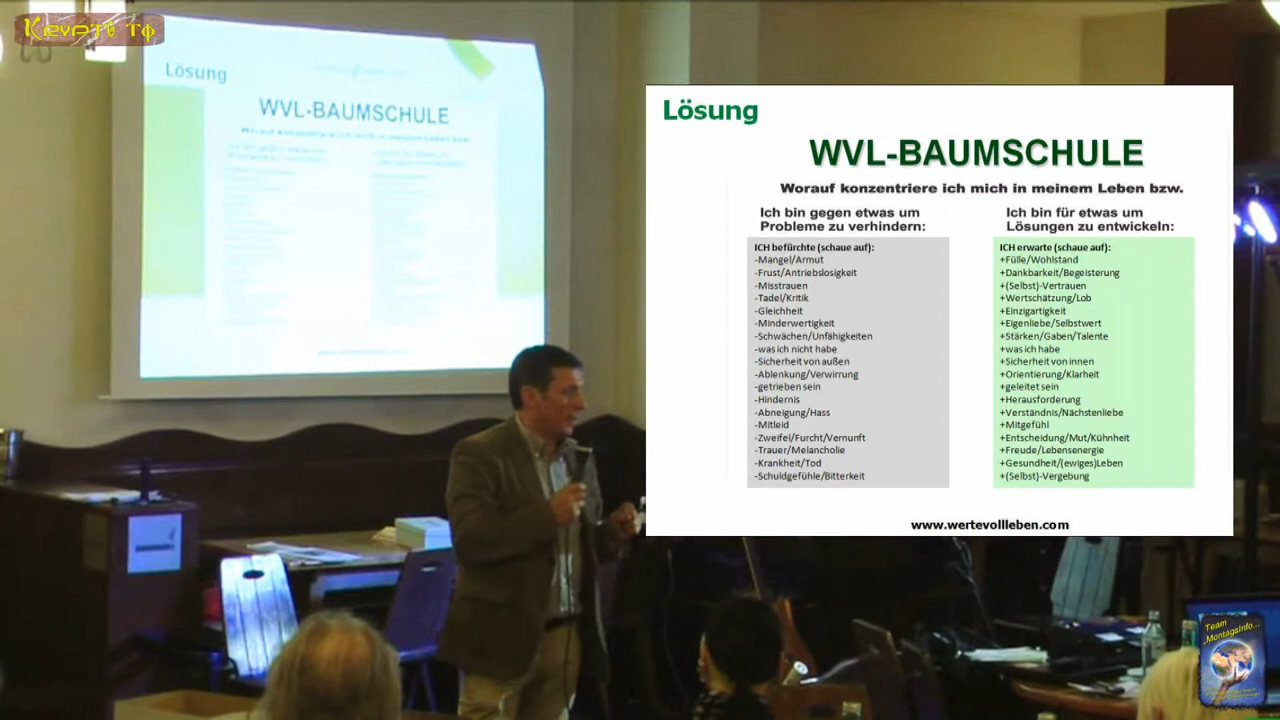 Krypti TΦ
Lösung
WVL-BAUMSCHULE
Lösung
WVL-BAUMSCHULE
Worauf konzentriere ich mich in meinem Leben bzw.
Ich bin gegen etwas um
Probleme zu verhindern:
ICH befürchte (schaue auf):
-Mangel/Armut
-Frust/Antriebslosigkeit
-Misstrauen
-Tadel/Kritik
-Gleichheit
-Minderwertigkeit
-Schwächen/Unfähigkeiten
-was ich nicht habe
-Sicherheit von außen
-Ablenkung/Verwirrung
-getrieben sein
-Hindernis
-Abneigung/Hass
-Mitleid
-Zweifel/Furcht/Vernunft
-Trauer/Melancholie
-Krankheit/Tod
-Schuldgefühle/Bitterkeit
Ich bin für etwas um
Lösungen zu entwickeln:
ICH erwarte (schaue auf):
+Fülle/Wohlstand
+Dankbarkeit/Begeisterung
+(Selbst)-Vertrauen
+Wertschätzung/Lob
+Einzigartigkeit
+Eigenliebe/Selbstwert
+Stärken/Gaben/Talente
+was ich habe
+Sicherheit von innen
+Orientierung/Klarheit
+geleitet sein
+Herausforderung
+Verständnis/Nächstenliebe
+Mitgefühl
+Entscheidung/Mut/Kühnheit
+Freude/Lebensenergie
+Gesundheit/(ewiges)Leben
+(Selbst)-Vergebung
www.wertevollleben.com
Team
MontagsInfo...